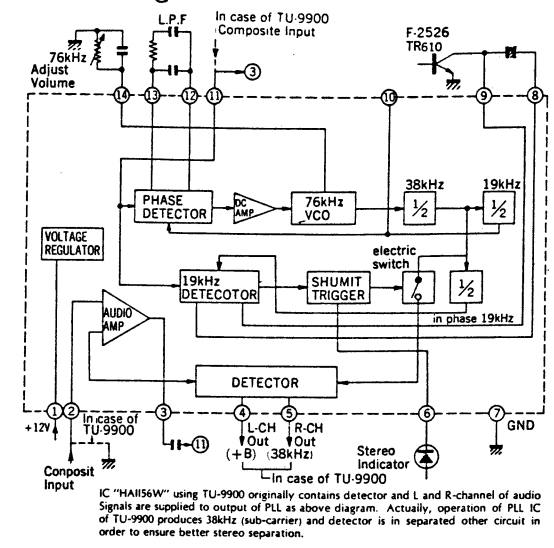 L.P.F
In case of TU-9900
Composite Input
F-2526
TR610
76kHz
Adjust
Volume
3
14
13
12
11
10
9
8
38kHz
19kHz
PHASE
DETECTOR
DC
AMP
76kHz
VCO
1/2
1/2
VOLTAGE
REGULATOR
electric
switch
19kHz
DETECOTOR
SHUMIT
TRIGGER
1/2
AUDIO
AMP
in phase 19kHz
DETECTOR
1
2
3
4
5
6
7
+12V
In case of
TU-9900
11
L-CH
Out
(+B)
R-CH
Out
(38kHz)
GND
Conposit
Input
In case of TU-9900
Stereo
Indicator
IC "HA1156W" using TU-9900 originally contains detector and L and R-channel of audio
Signals are supplied to output of PLL as above diagram. Actually, operation of PLL IC
of TU-9900 produces 38kHz (sub-carrier) and detector is in separated other circuit in
order to ensure better stereo separation.